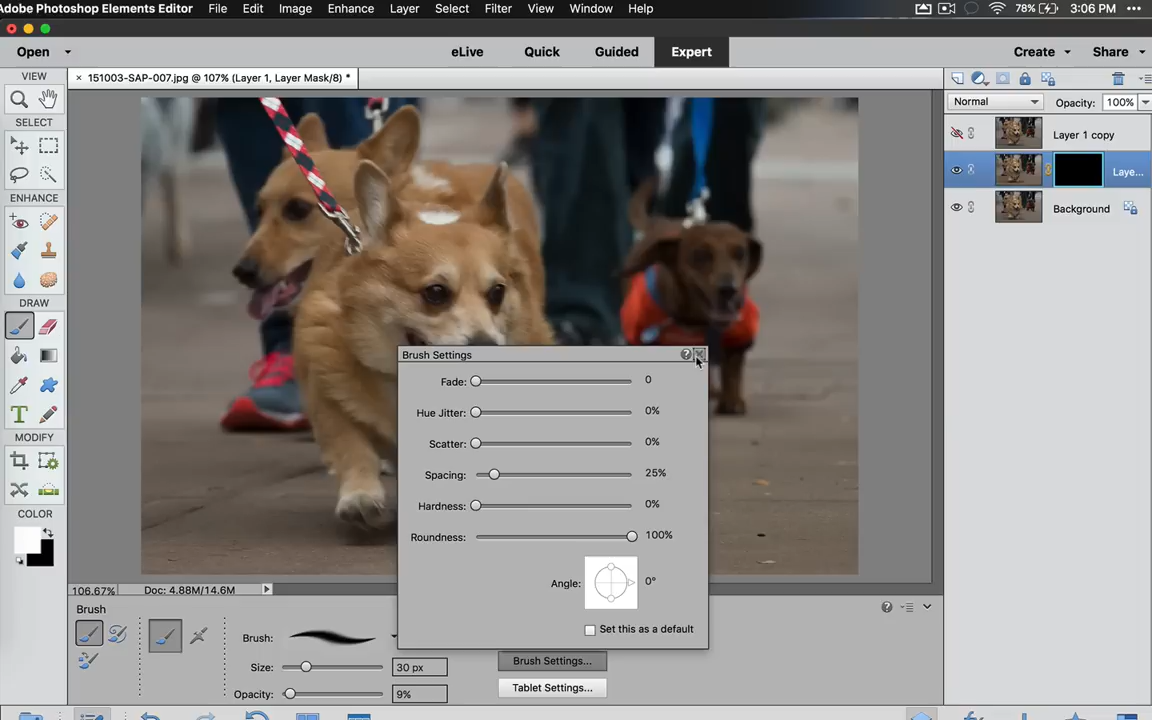 Adobe Photoshop Elements Editor File Edit Image Enhance Layer Select Filter View Window Help 78% 3:06 PM
Open eLive Quick Guided Expert Create Share
VIEW × 151003-SAP-007.jpg @ 107% (Layer 1, Layer Mask/8) *
Normal Opacity: 100%
SELECT
Layer 1 copy
Laye...
ENHANCE
Background
DRAW
Brush Settings
Fade: 0
Hue Jitter: 0%
MODIFY
Scatter: 0%
Spacing: 25%
Hardness: 0%
COLOR
Roundness: 100%
Angle: 0°
106.67% Doc: 4.88M/14.6M
Brush
Set this as a default
Brush:
Size: 30 px Brush Settings...
Opacity: 9% Tablet Settings...